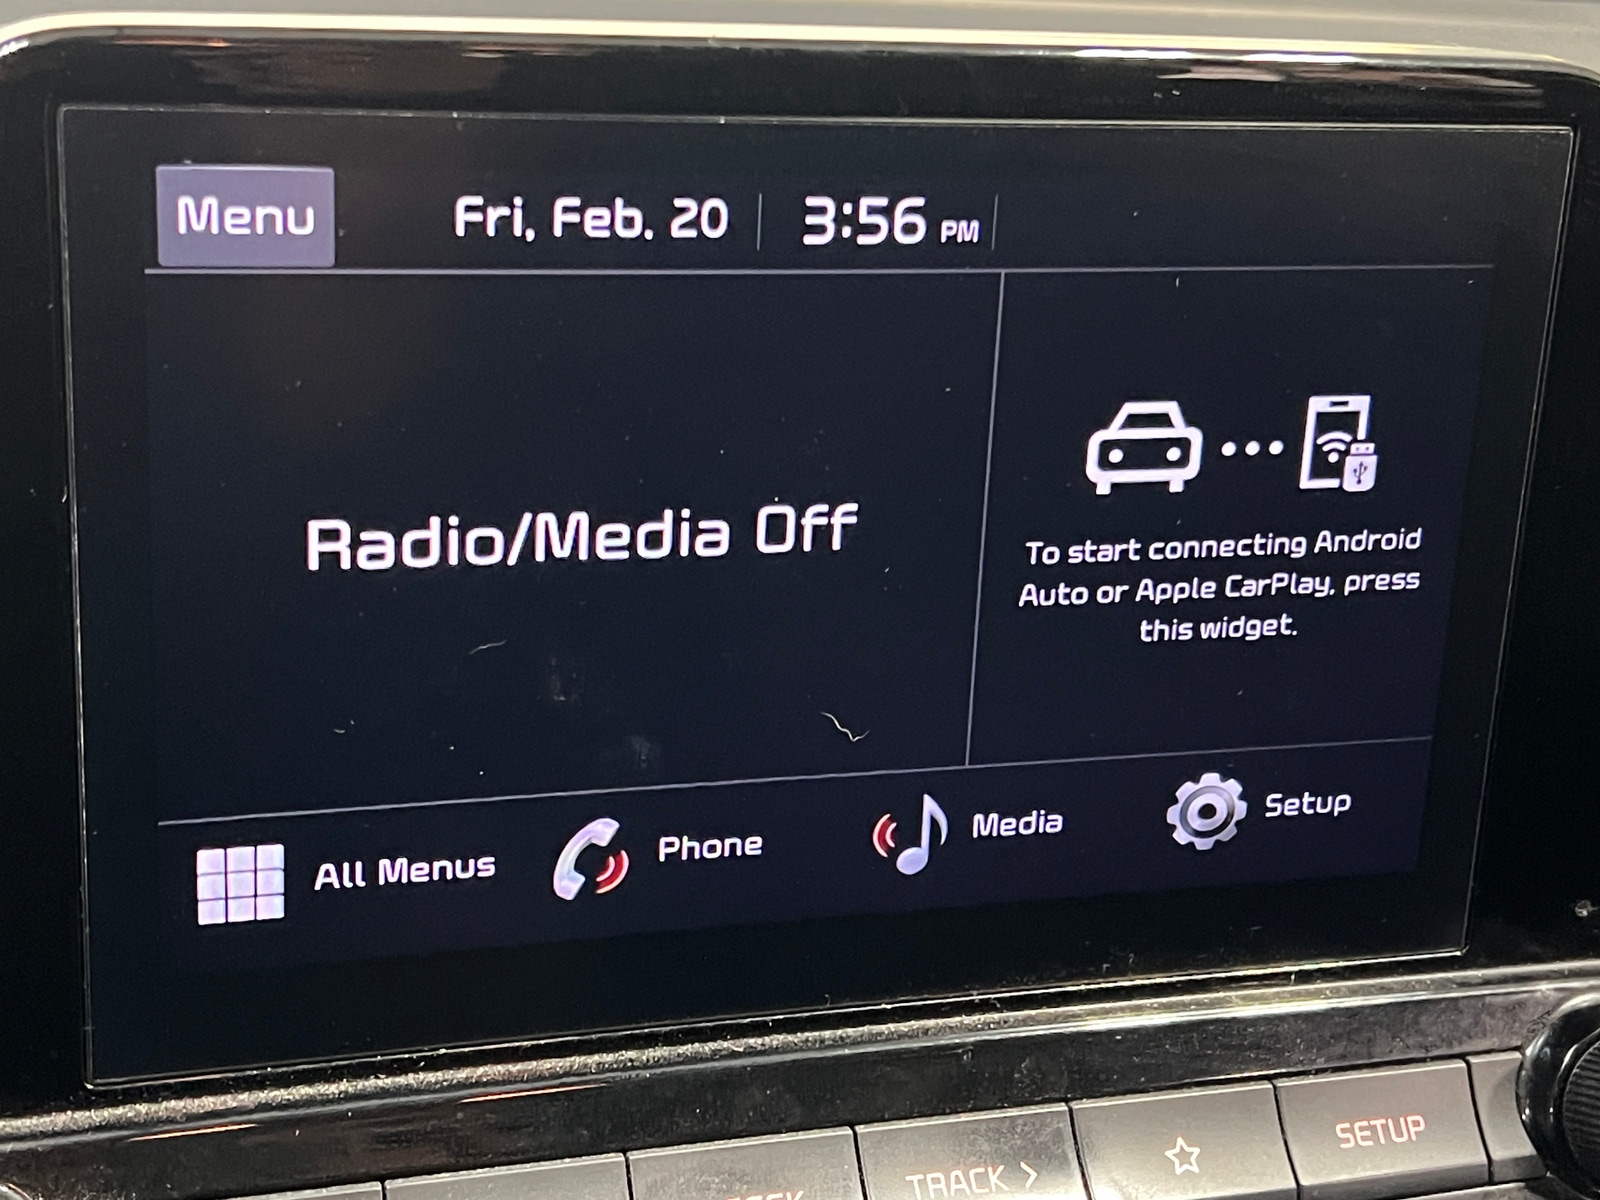 Menu
Fri, Feb. 20
3:56 PM
Radio/Media Off
To start connecting Android
Auto or Apple CarPlay, press
this widget.
All Menus
Phone
Media
Setup
TRACK >
SETUP